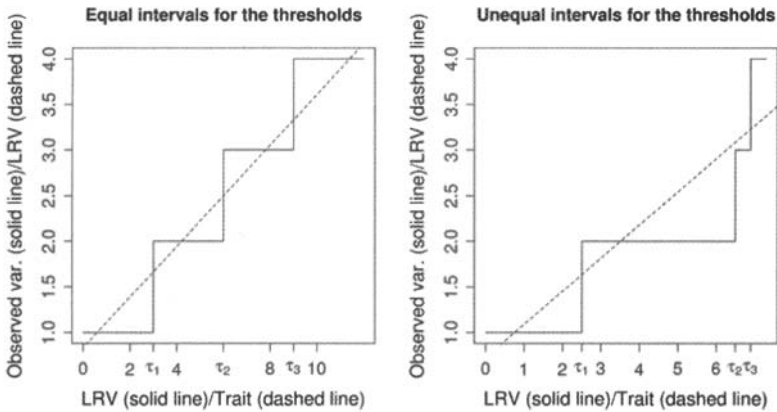 Equal intervals for the thresholds
Observed var. (solid line)/LRV (dashed line)
4.0
3.5
3.0
2.5
2.0
1.5
1.0
0 2 τ1 4 τ2 8 τ3 10
LRV (solid line)/Trait (dashed line)
Unequal intervals for the thresholds
Observed var. (solid line)/LRV (dashed line)
4.0
3.5
3.0
2.5
2.0
1.5
1.0
0 1 2 τ1 3 4 5 6 τ2 τ3
LRV (solid line)/Trait (dashed line)